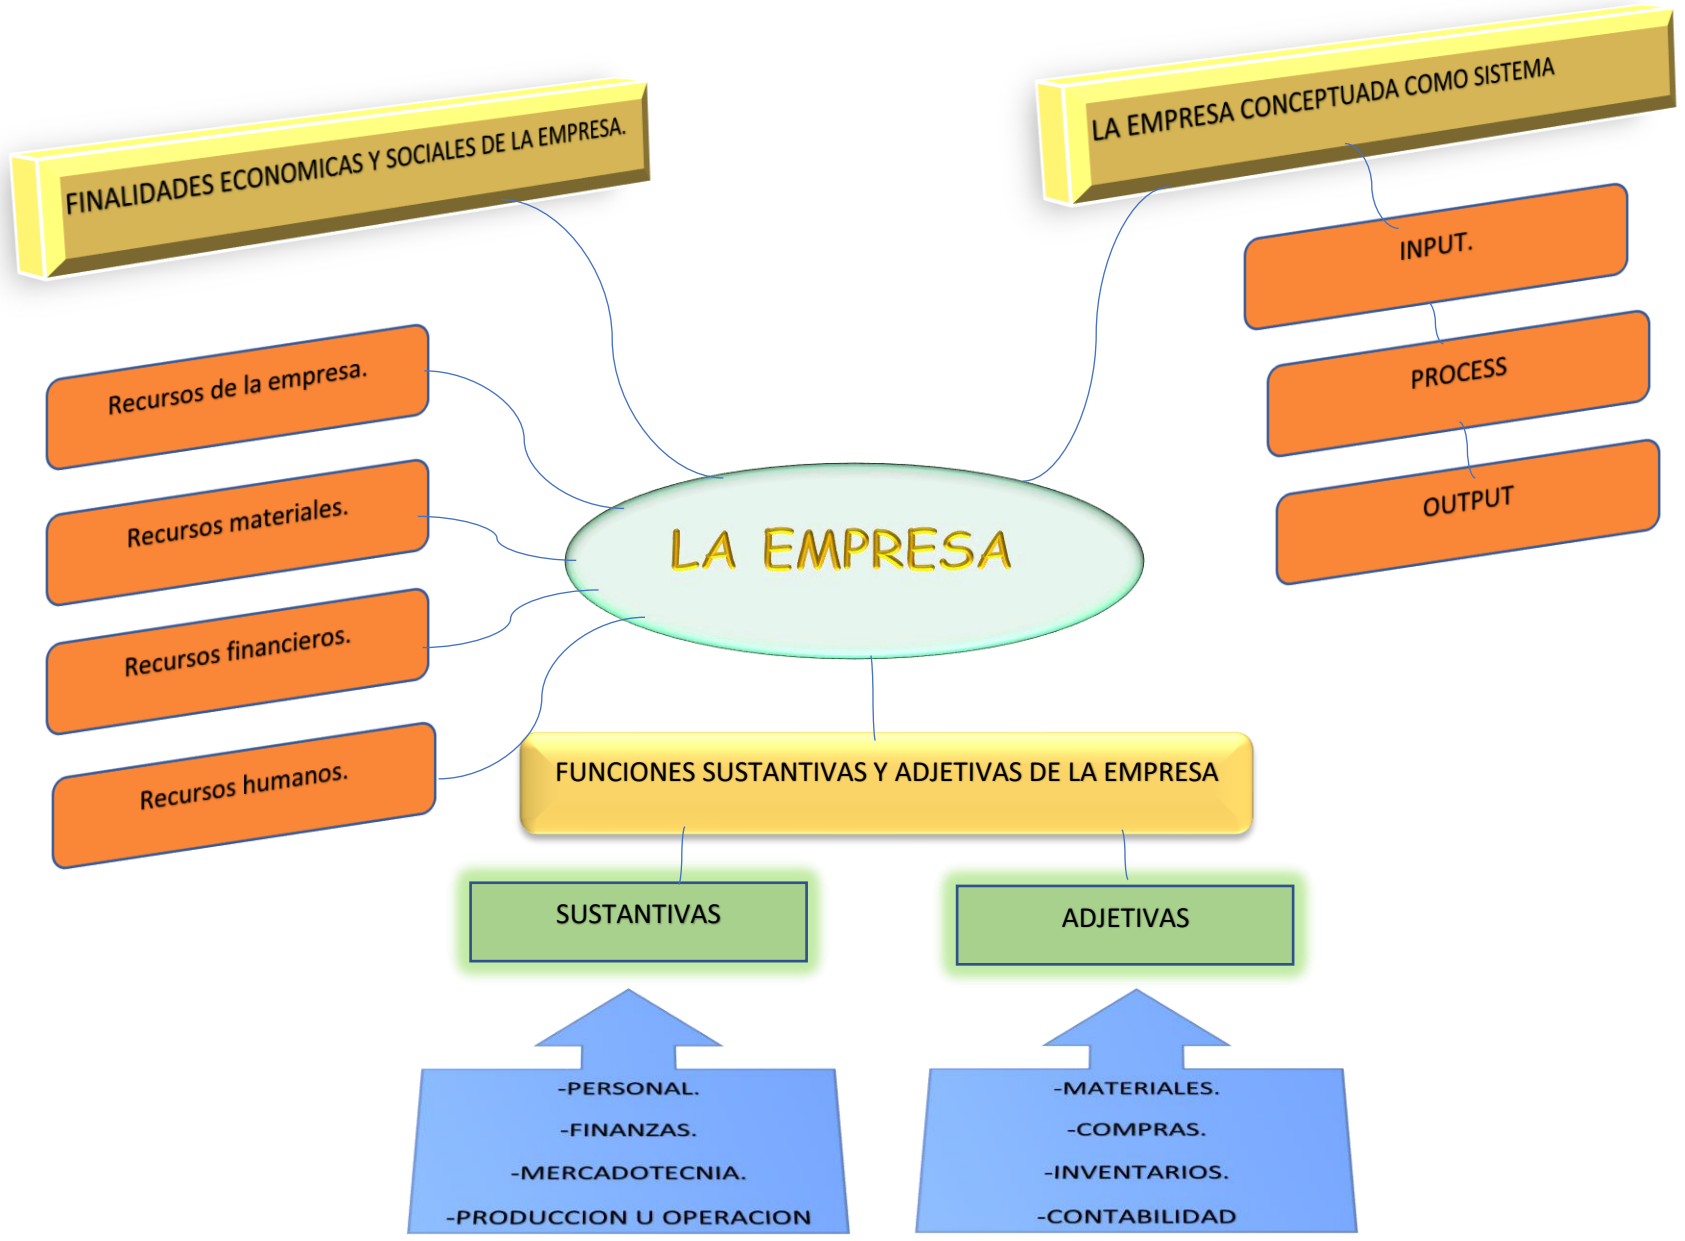 FINALIDADES ECONOMICAS Y SOCIALES DE LA EMPRESA.
LA EMPRESA CONCEPTUADA COMO SISTEMA
INPUT.
PROCESS
OUTPUT
Recursos de la empresa.
Recursos materiales.
Recursos financieros.
Recursos humanos.
LA EMPRESA
FUNCIONES SUSTANTIVAS Y ADJETIVAS DE LA EMPRESA
SUSTANTIVAS
-PERSONAL.
-FINANZAS.
-MERCADOTECNIA.
-PRODUCCION U OPERACION
ADJETIVAS
-MATERIALES.
-COMPRAS.
-INVENTARIOS.
-CONTABILIDAD